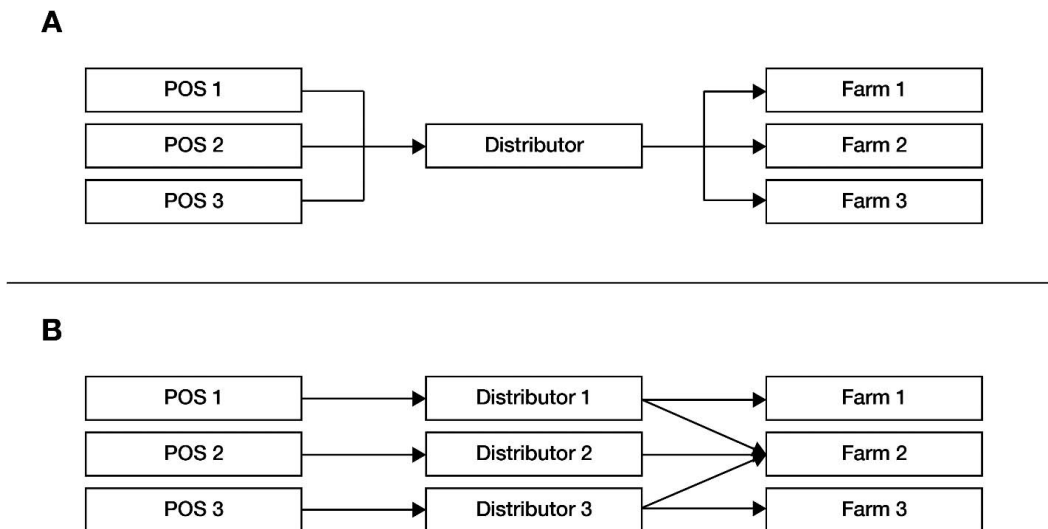 A
POS 1
Farm 1
POS 2
Distributor
Farm 2
POS 3
Farm 3
B
POS 1
Distributor 1
Farm 1
POS 2
Distributor 2
Farm 2
POS 3
Distributor 3
Farm 3